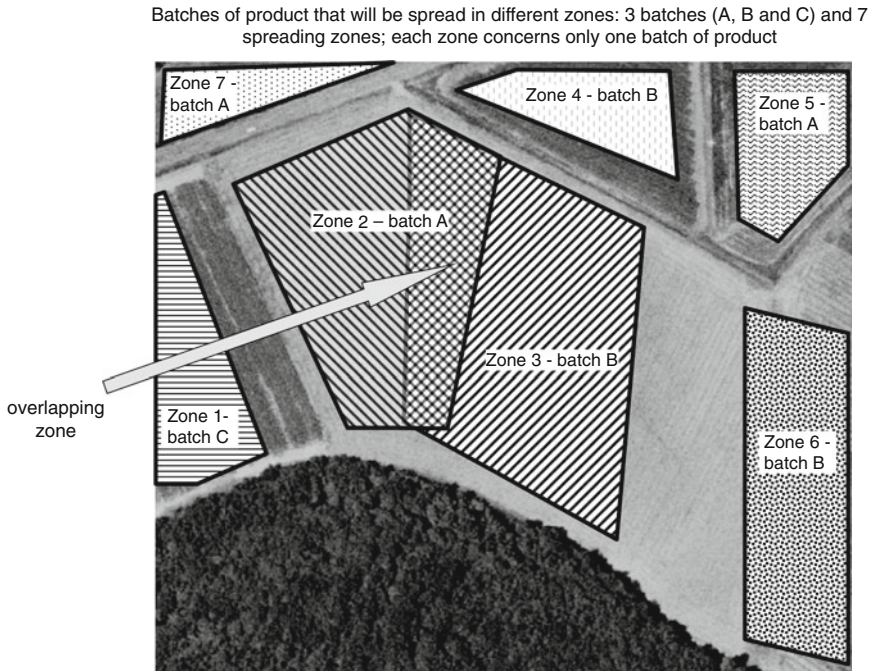 Batches of product that will be spread in different zones: 3 batches (A, B and C) and 7
spreading zones; each zone concerns only one batch of product
Zone 7 -
batch A
Zone 4 - batch B
Zone 5 -
batch A
Zone 2 – batch A
Zone 3 - batch B
overlapping
zone
Zone 1-
batch C
Zone 6 -
batch B